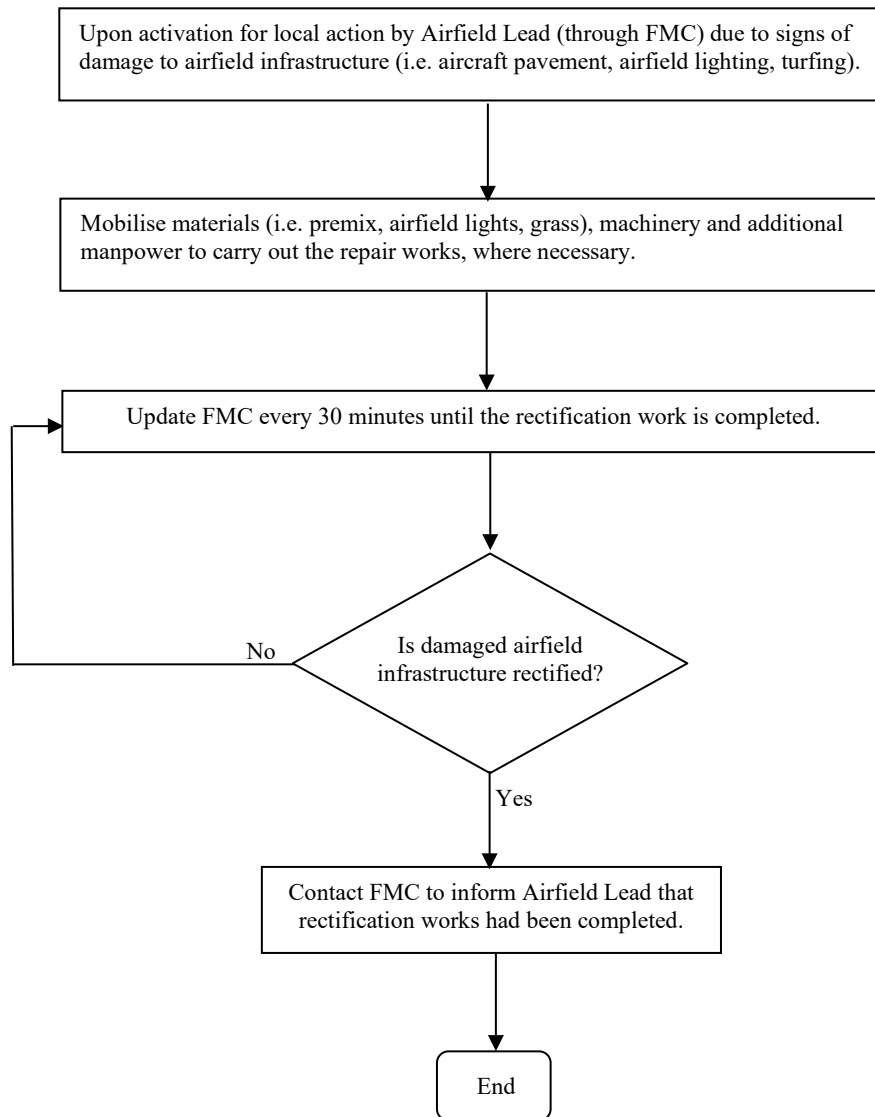 Upon activation for local action by Airfield Lead (through FMC) due to signs of
damage to airfield infrastructure (i.e. aircraft pavement, airfield lighting, turfing).
Mobilise materials (i.e. premix, airfield lights, grass), machinery and additional
manpower to carry out the repair works, where necessary.
Update FMC every 30 minutes until the rectification work is completed.
Is damaged airfield
infrastructure rectified?
No
Yes
Contact FMC to inform Airfield Lead that
rectification works had been completed.
End